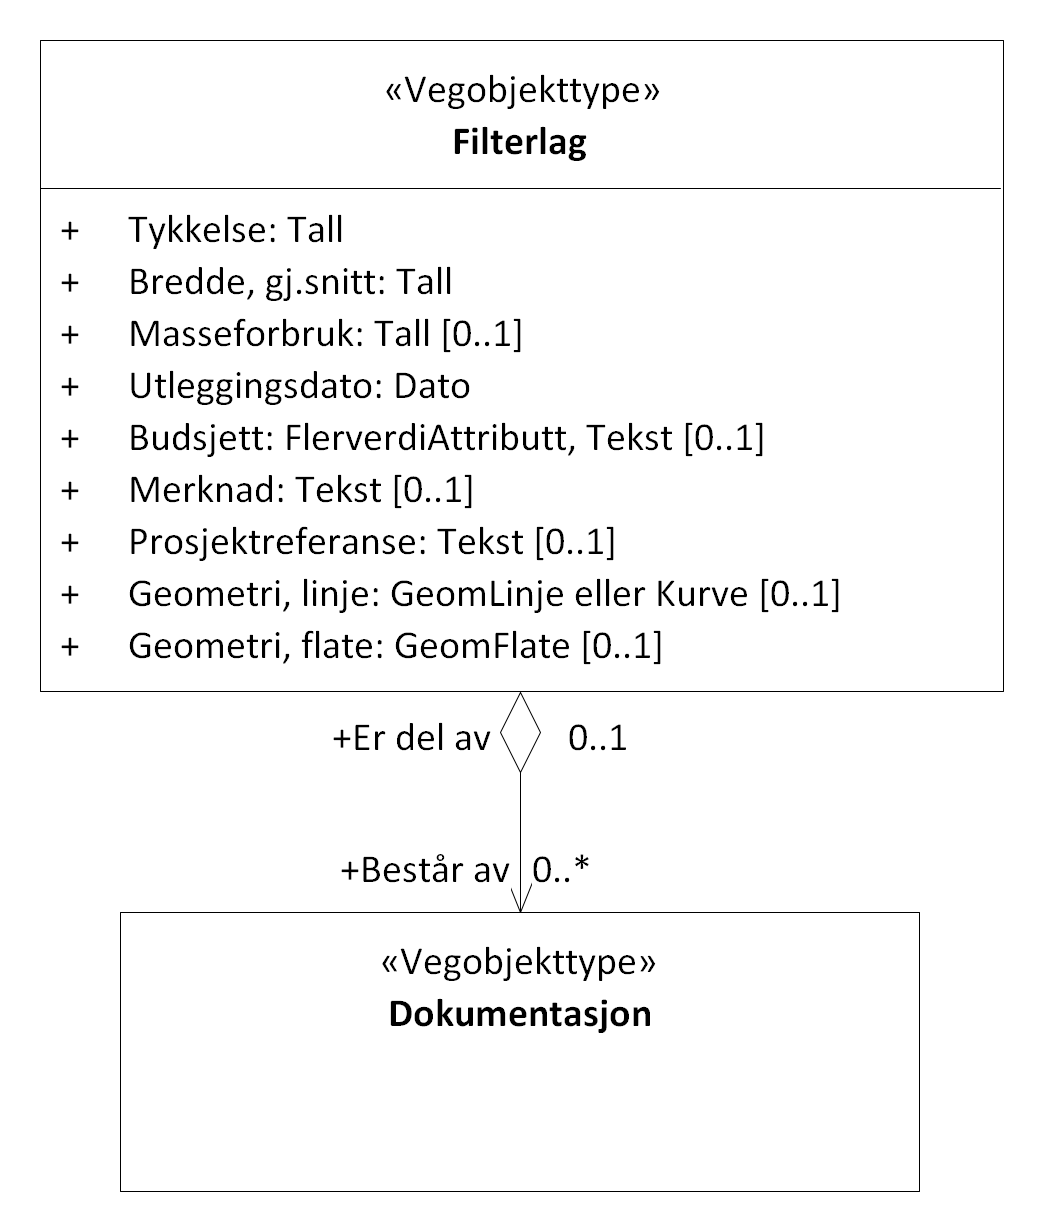 «Vegobjekttype»
Filterlag
+ Tykkelse: Tall
+ Bredde, gj.snitt: Tall
+ Masseforbruk: Tall [0..1]
+ Utleggingsdato: Dato
+ Budsjett: FlerverdiAttributt, Tekst [0..1]
+ Merknad: Tekst [0..1]
+ Prosjektreferanse: Tekst [0..1]
+ Geometri, linje: GeomLinje eller Kurve [0..1]
+ Geometri, flate: GeomFlate [0..1]
+Er del av 0..1
+Består av 0..*
«Vegobjekttype»
Dokumentasjon